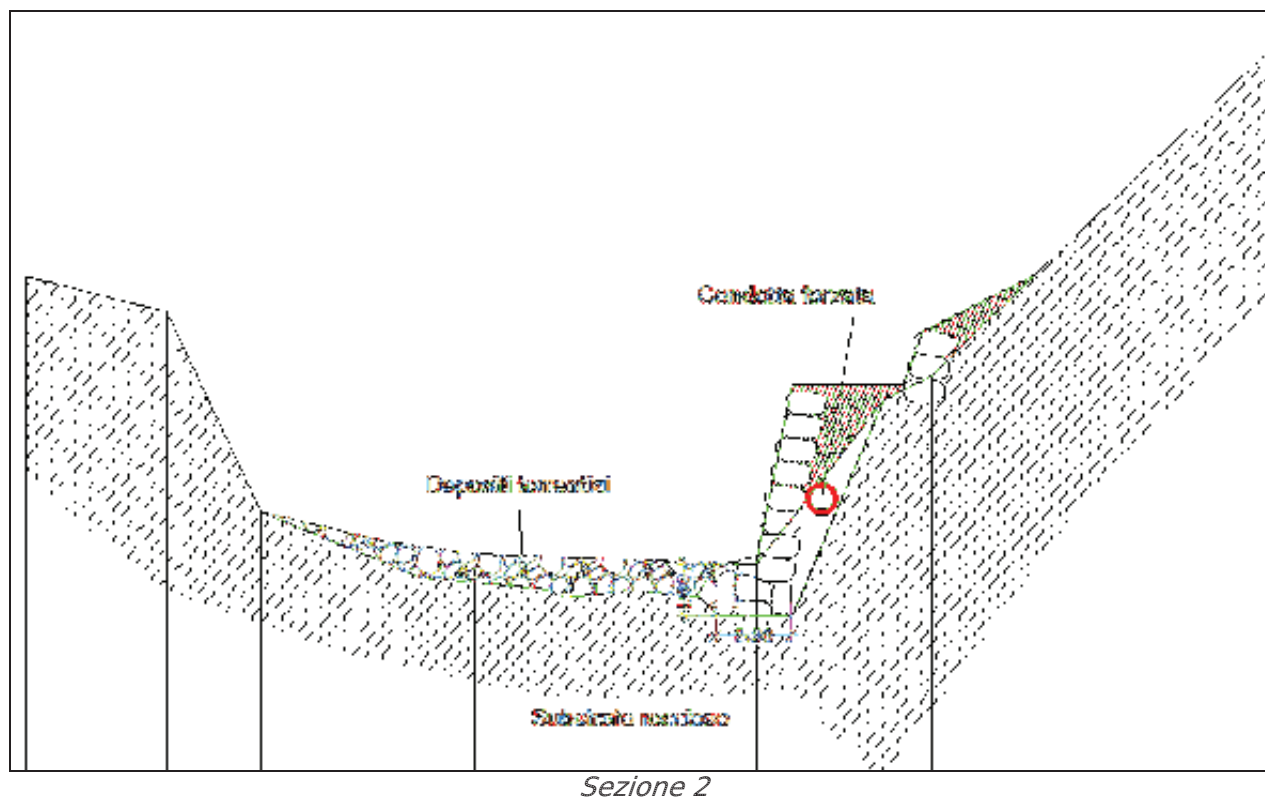 Condotta forzata
Depositi torrentizi
Substrato roccioso
Sezione 2